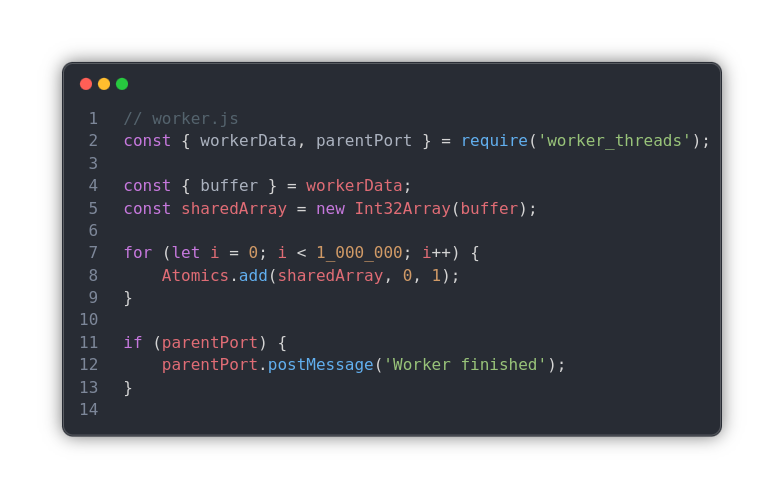 1 // worker.js
2 const { workerData, parentPort } = require('worker_threads');
3
4 const { buffer } = workerData;
5 const sharedArray = new Int32Array(buffer);
6
7 for (let i = 0; i < 1_000_000; i++) {
8     Atomics.add(sharedArray, 0, 1);
9 }
10
11 if (parentPort) {
12     parentPort.postMessage('Worker finished');
13 }
14